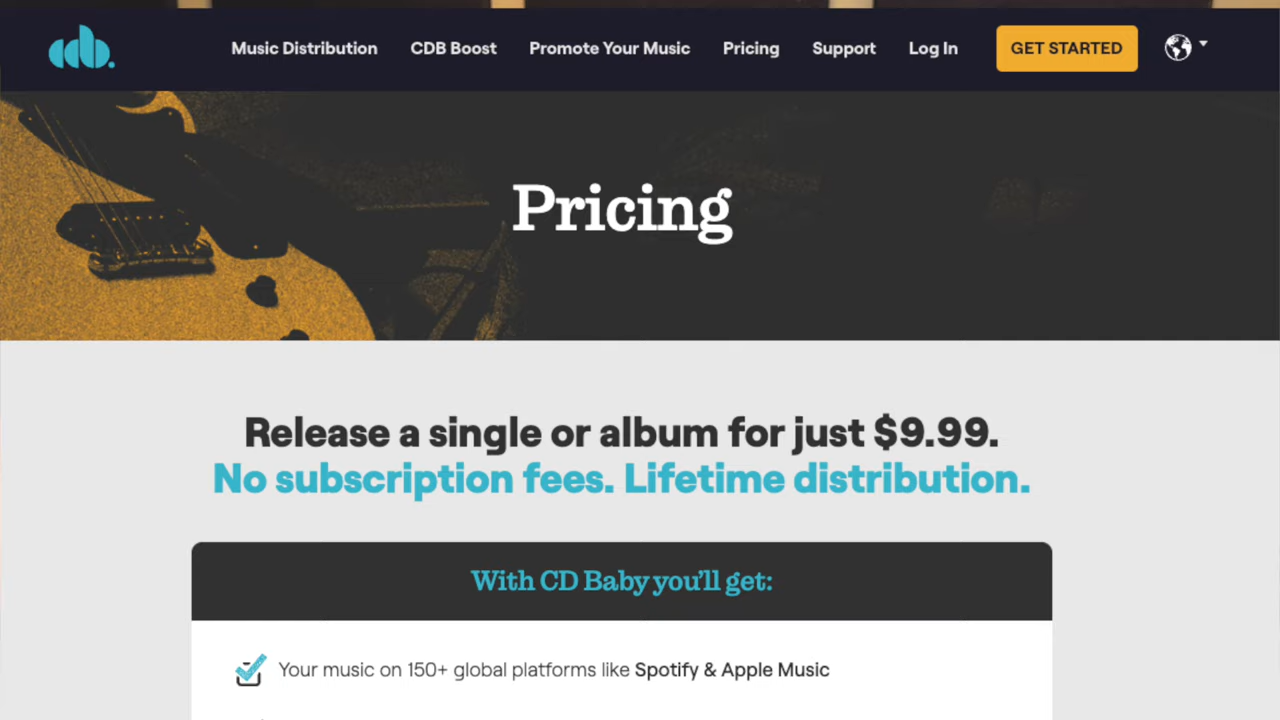 cdb.
Music Distribution
CDB Boost
Promote Your Music
Pricing
Support
Log In
GET STARTED
Pricing
Release a single or album for just $9.99.
No subscription fees. Lifetime distribution.
With CD Baby you'll get:
Your music on 150+ global platforms like Spotify & Apple Music